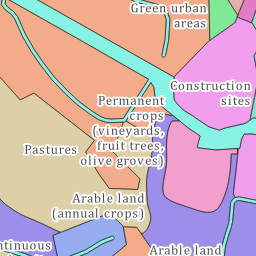 Green urban
areas
Construction
sites
Permanent
crops
(vineyards,
fruit trees,
olive groves)
Pastures
Arable land
(annual crops)
Arable land